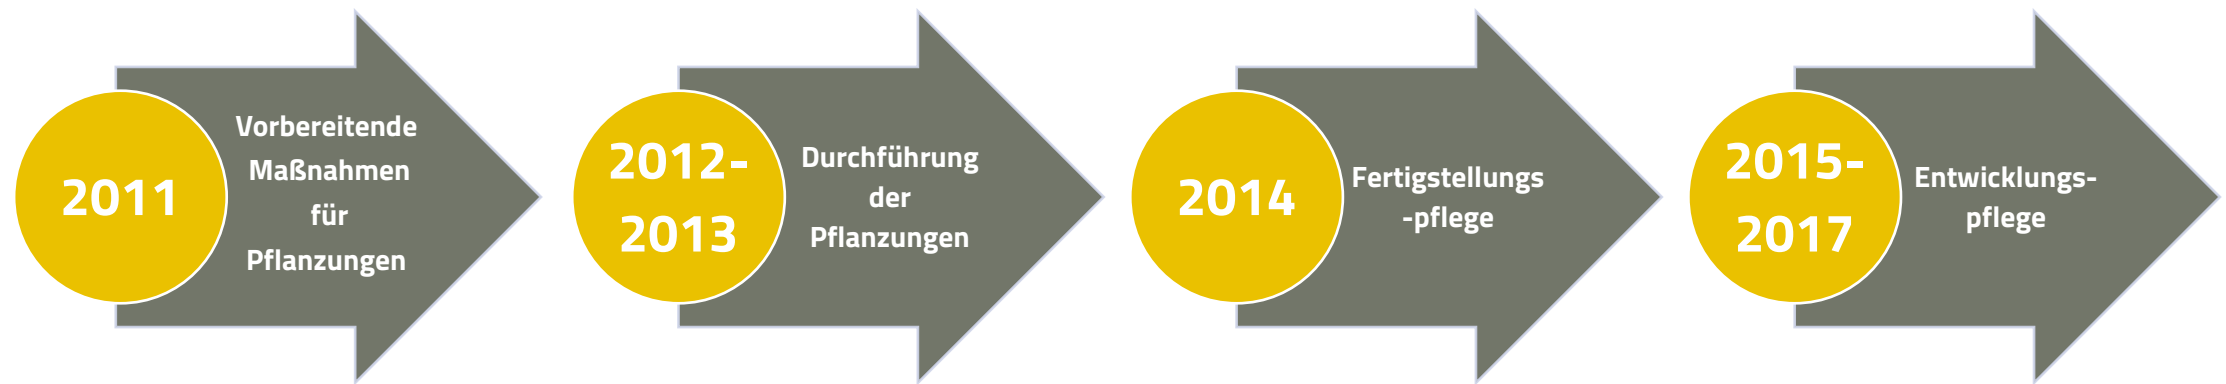 2011
Vorbereitende
Maßnahmen
für
Pflanzungen
2012-
2013
Durchführung
der
Pflanzungen
2014
Fertigstellungs
-pflege
2015-
2017
Entwicklungs-
pflege